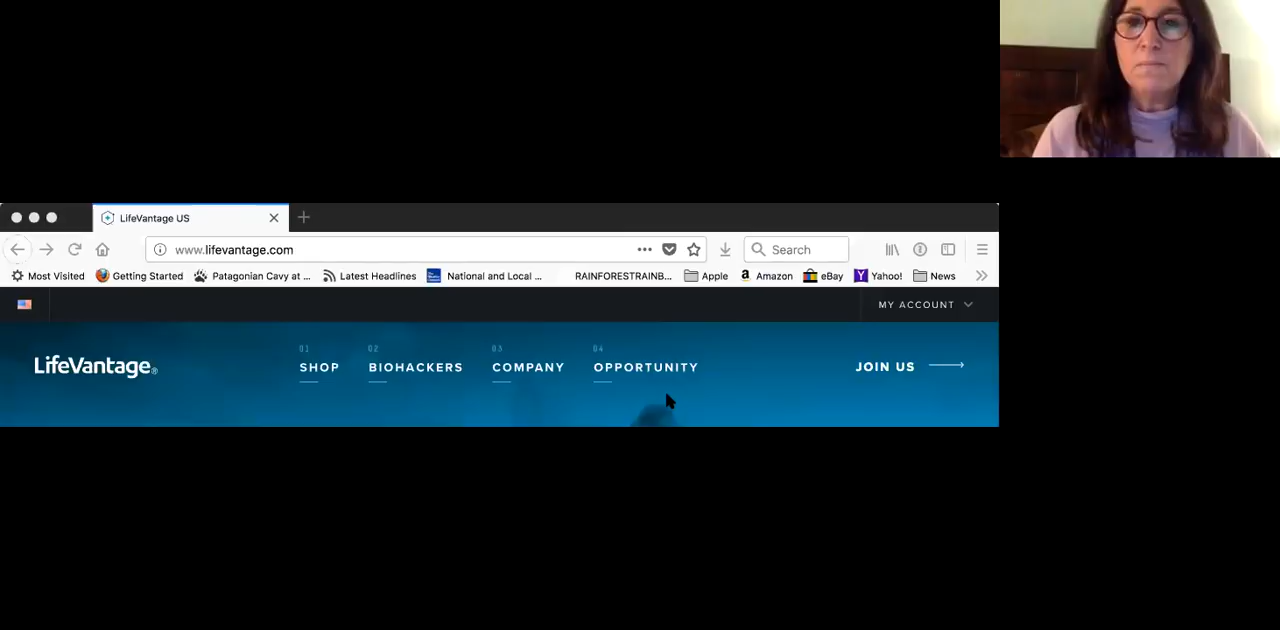 LifeVantage US
www.lifevantage.com
Search
Most Visited Getting Started Patagonian Cavy at ... Latest Headlines National and Local ... RAINFORESTRAINB... Apple Amazon eBay Yahoo! News
MY ACCOUNT
01 02 03 04
LifeVantage® SHOP BIOHACKERS COMPANY OPPORTUNITY JOIN US